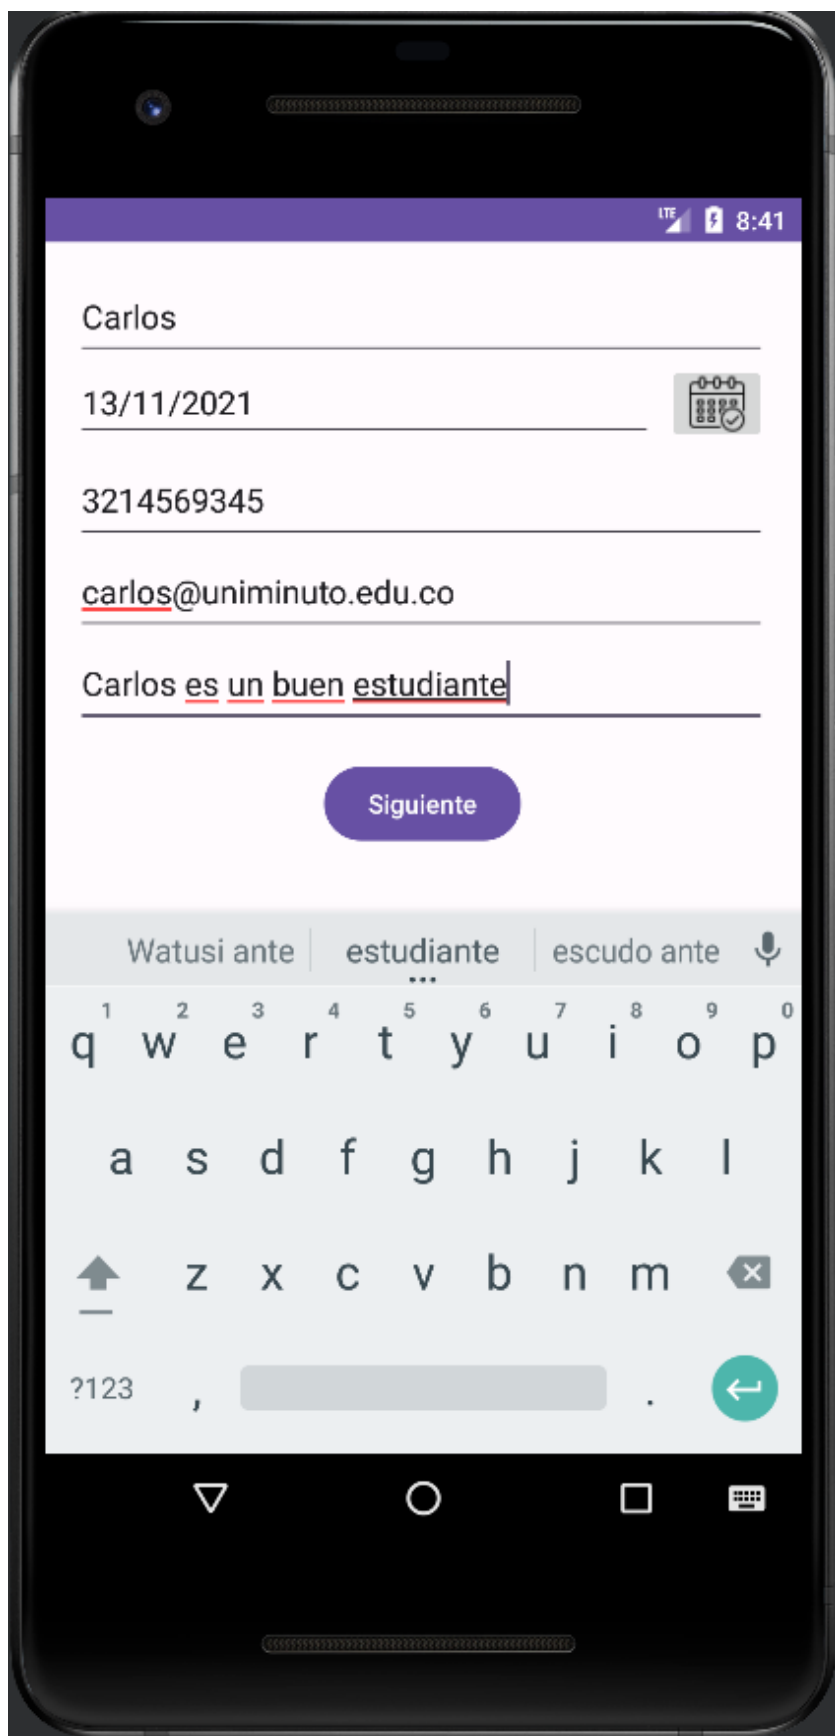 LTE 8:41
Carlos
13/11/2021
3214569345
carlos@uniminuto.edu.co
Carlos es un buen estudiante
Siguiente
Watusi ante estudiante escudo ante
1 2 3 4 5 6 7 8 9 0
q w e r t y u i o p
a s d f g h j k l
z x c v b n m
?123 , .